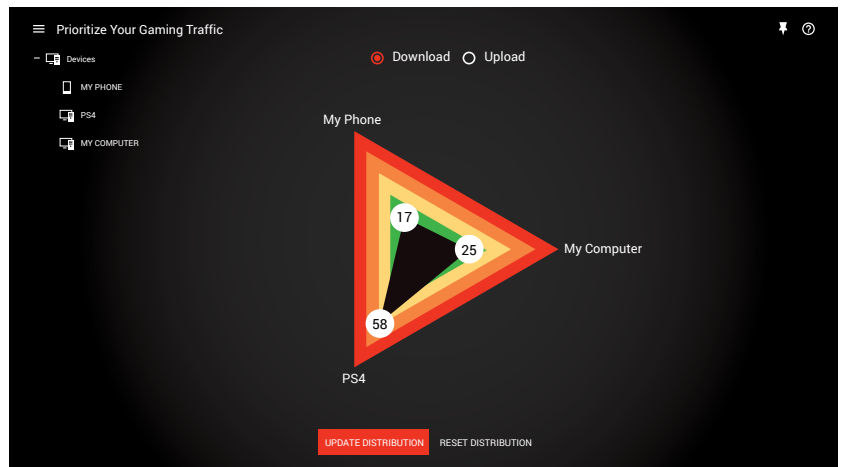 Prioritize Your Gaming Traffic
Devices
MY PHONE
PS4
MY COMPUTER
Download Upload
My Phone
17
25
My Computer
58
PS4
UPDATE DISTRIBUTION RESET DISTRIBUTION